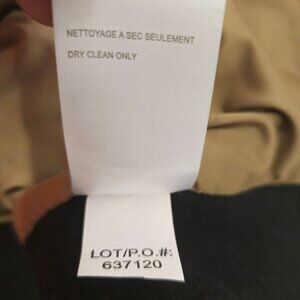 NETTOYAGE A SEC SEULEMENT
DRY CLEAN ONLY
LOT/P.O.#:
637120